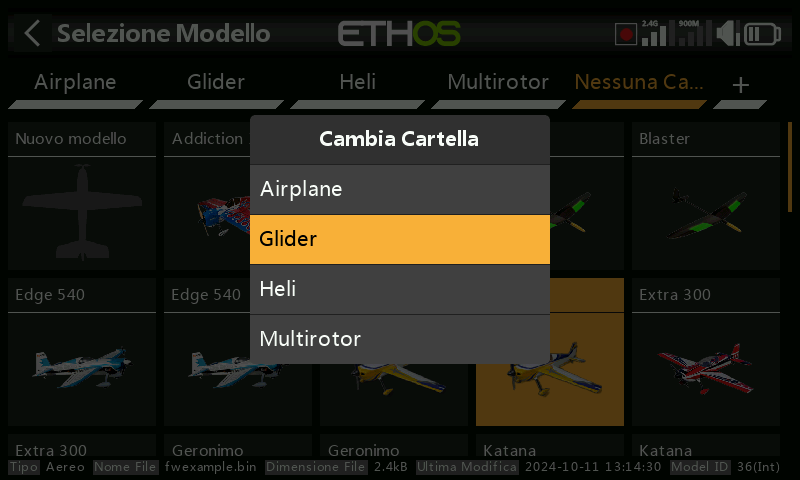 Selezione Modello
ETHOS
2.4G
900M
Airplane
Glider
Heli
Multirotor
Nessuna Ca...
+
Nuovo modello
Addiction
Blaster
Cambia Cartella
Airplane
Glider
Heli
Multirotor
Edge 540
Edge 540
Extra 300
Extra 300
Geronimo
Geronimo
Katana
Katana
Tipo Aereo Nome File fwexample.bin Dimensione File 2.4kB Ultima Modifica 2024-10-11 13:14:30 Model ID 36(Int)